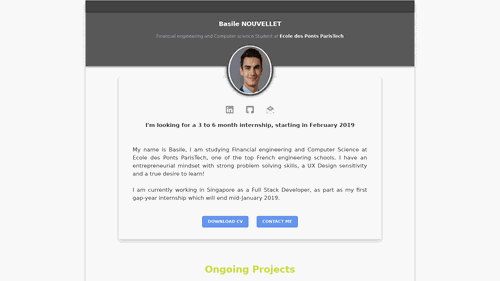 Basile NOUVELLET
Financial engineering and Computer science Student at Ecole des Ponts ParisTech
I'm looking for a 3 to 6 month internship, starting in February 2019
My name is Basile, I am studying Financial engineering and Computer Science at
Ecole des Ponts ParisTech, one of the top French engineering schools. I have an
entrepreneurial mindset with strong problem solving skills, a UX Design sensitivity
and a true desire to learn!
I am currently working in Singapore as a Full Stack Developer, as part as my first
gap-year internship which will end mid-January 2019.
DOWNLOAD CV
CONTACT ME
Ongoing Projects